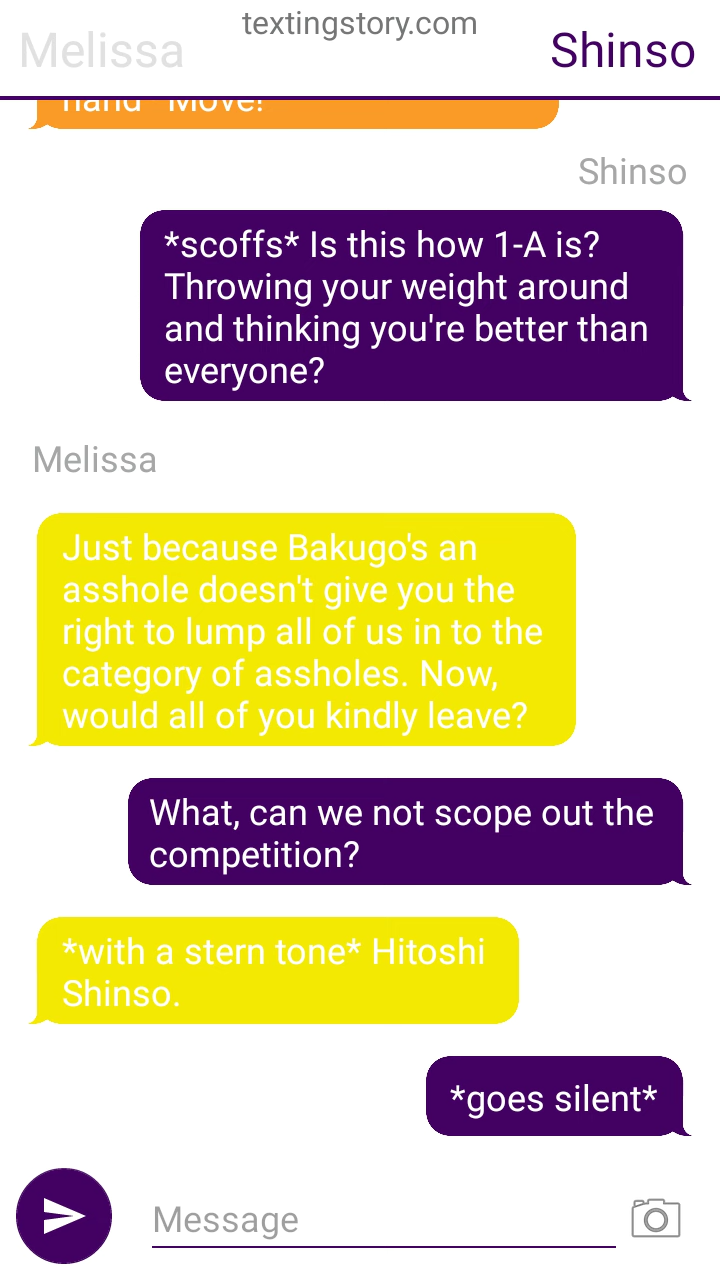 textingstory.com
Melissa
Shinso
hand* Move!
Shinso
*scoffs* Is this how 1-A is?
Throwing your weight around
and thinking you're better than
everyone?
Melissa
Just because Bakugo's an
asshole doesn't give you the
right to lump all of us in to the
category of assholes. Now,
would all of you kindly leave?
What, can we not scope out the
competition?
*with a stern tone* Hitoshi
Shinso.
*goes silent*
Message